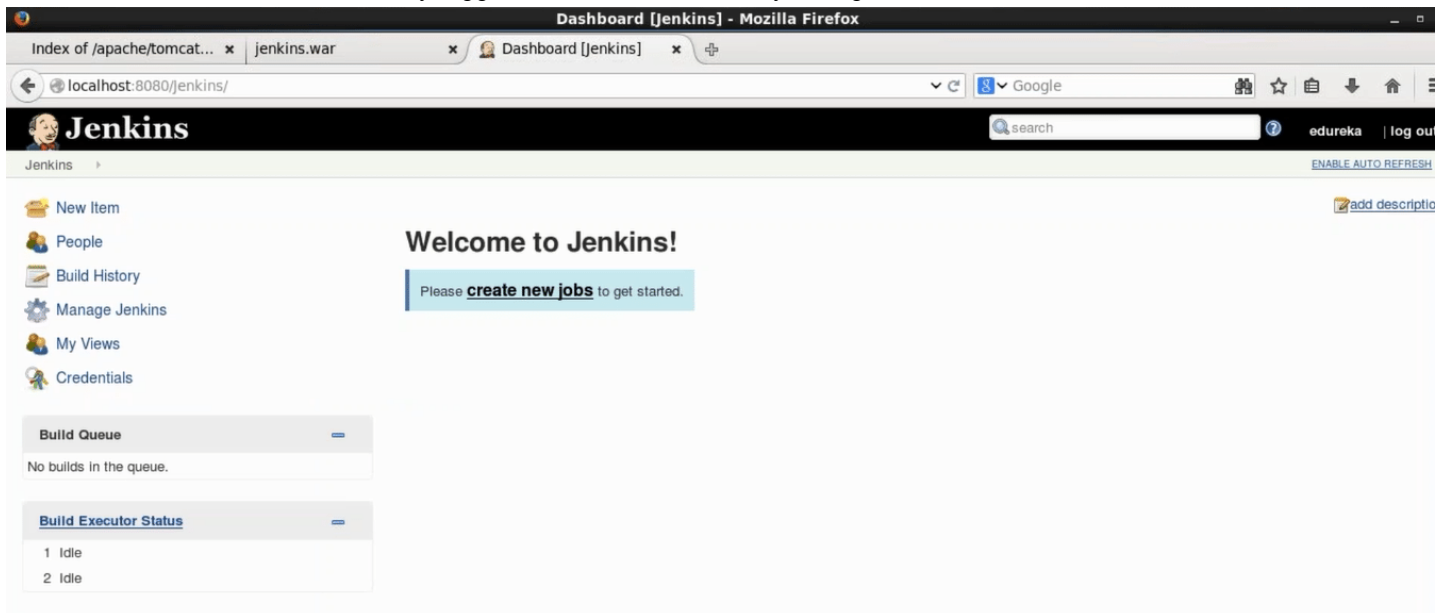 Dashboard [Jenkins] - Mozilla Firefox
Index of /apache/tomcat... × jenkins.war × Dashboard [Jenkins] ×
localhost:8080/jenkins/ Google
Jenkins search edureka | log out
Jenkins ENABLE AUTO REFRESH
New Item add descriptio
People
Welcome to Jenkins!
Build History
Please create new jobs to get started.
Manage Jenkins
My Views
Credentials
Build Queue
No builds in the queue.
Build Executor Status
1 Idle
2 Idle